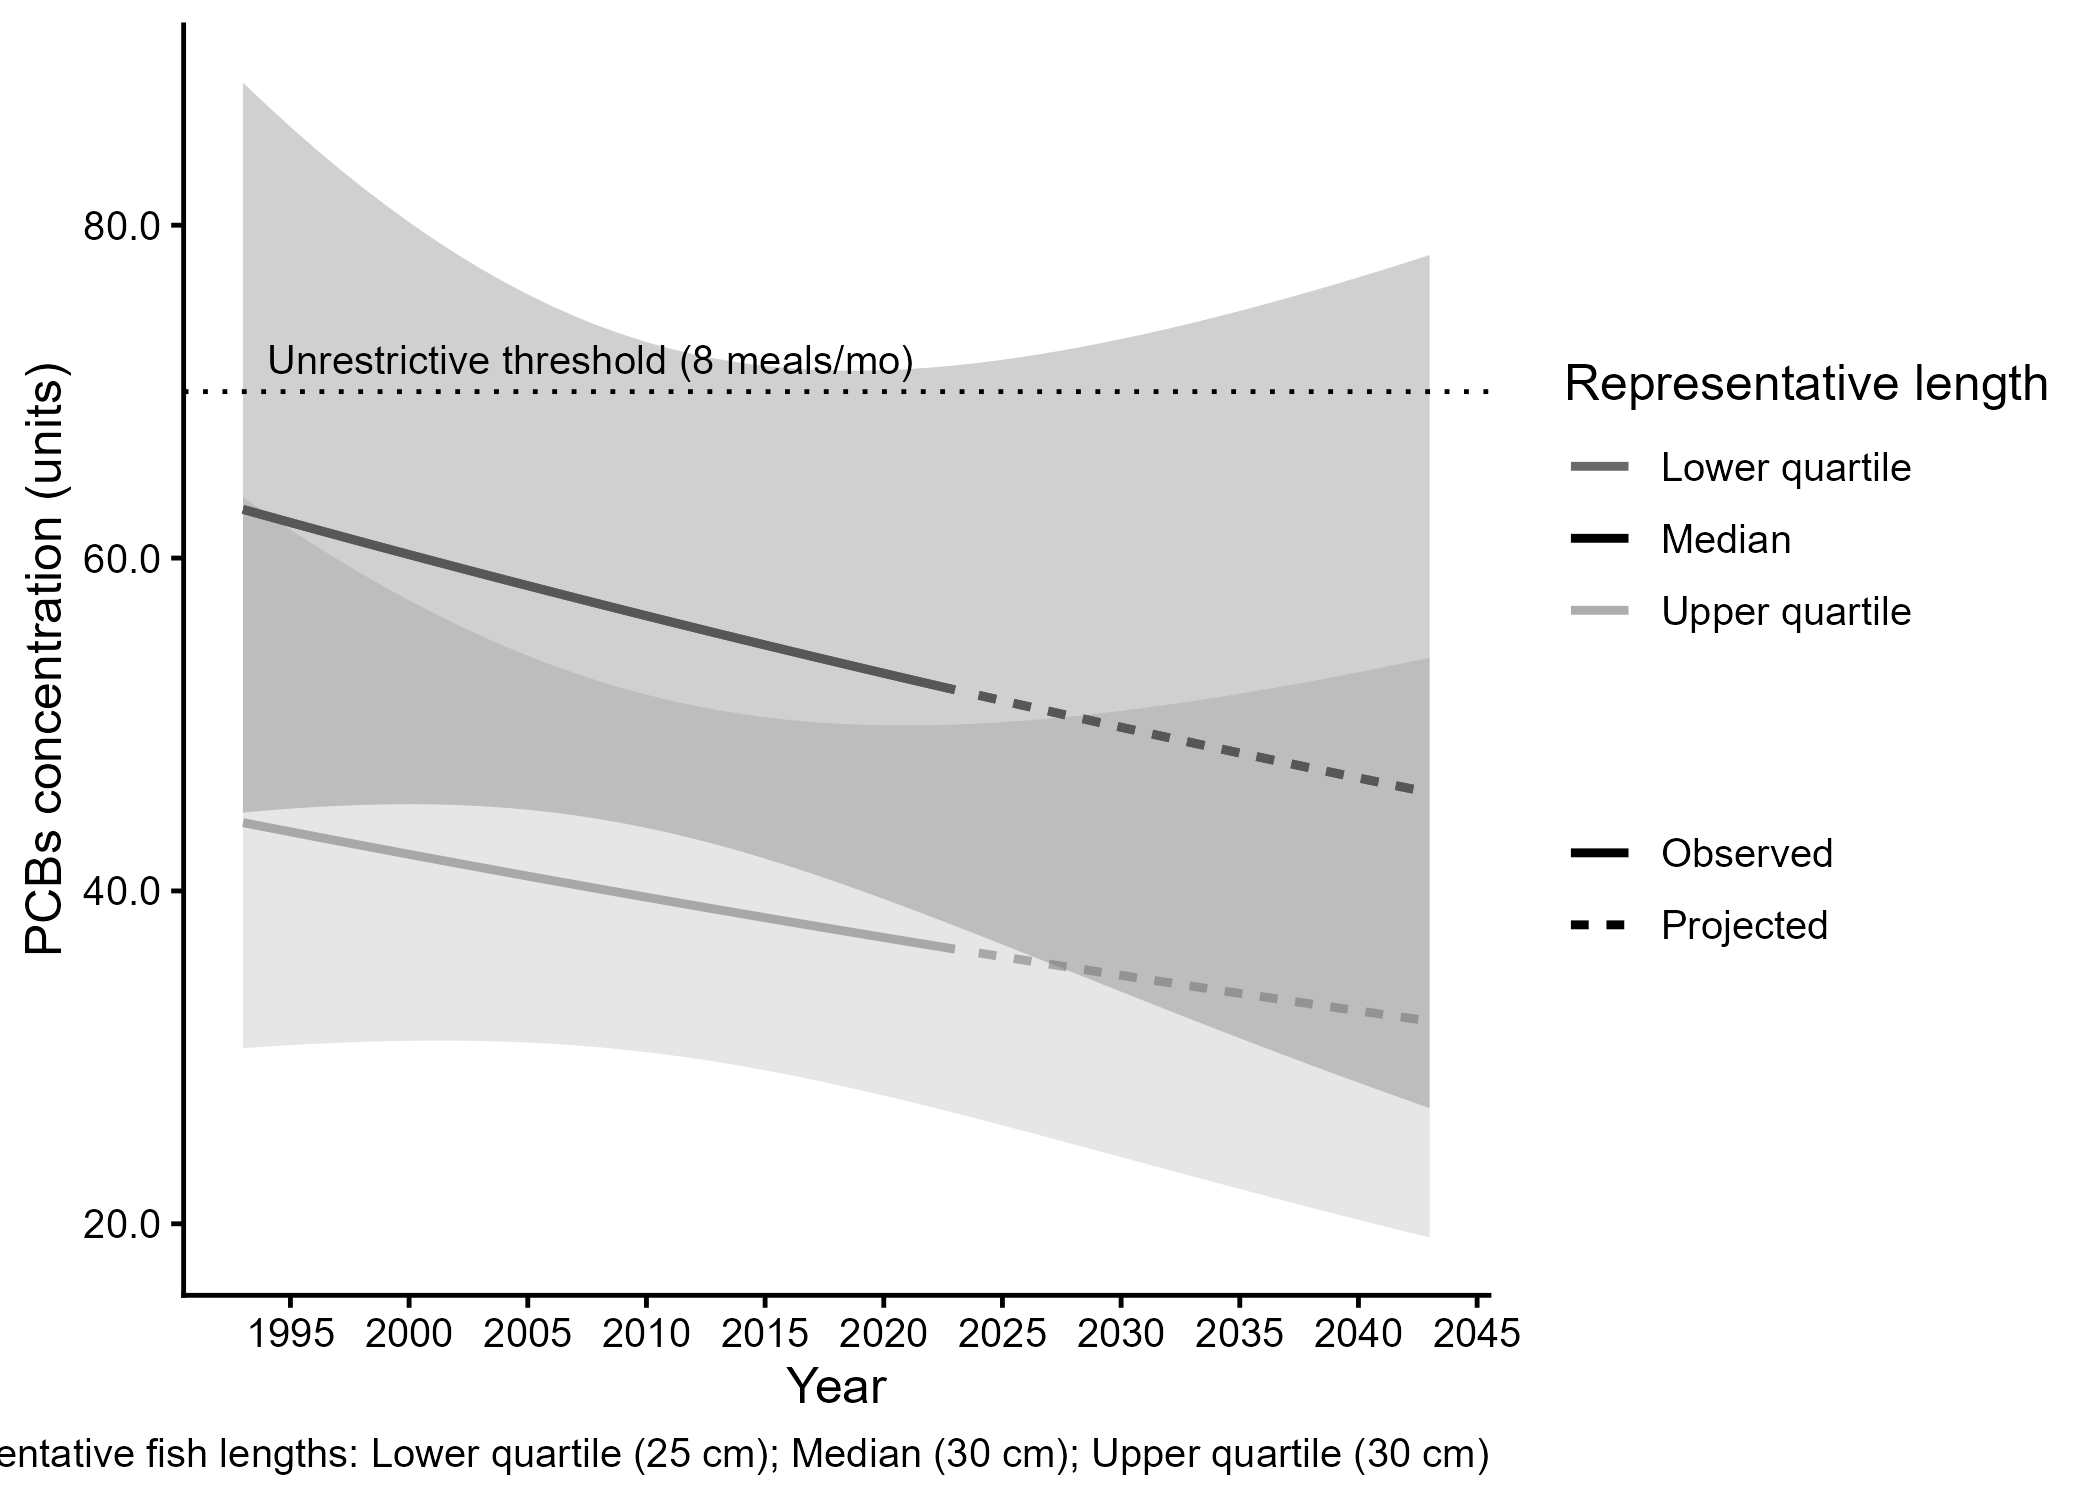 80.0
60.0
40.0
20.0
PCBs concentration (units)
Unrestrictive threshold (8 meals/mo)
1995 2000 2005 2010 2015 2020 2025 2030 2035 2040 2045
Year
Representative length
Lower quartile
Median
Upper quartile
Observed
Projected
fish lengths: Lower quartile (25 cm); Median (30 cm); Upper quartile (30 cm)